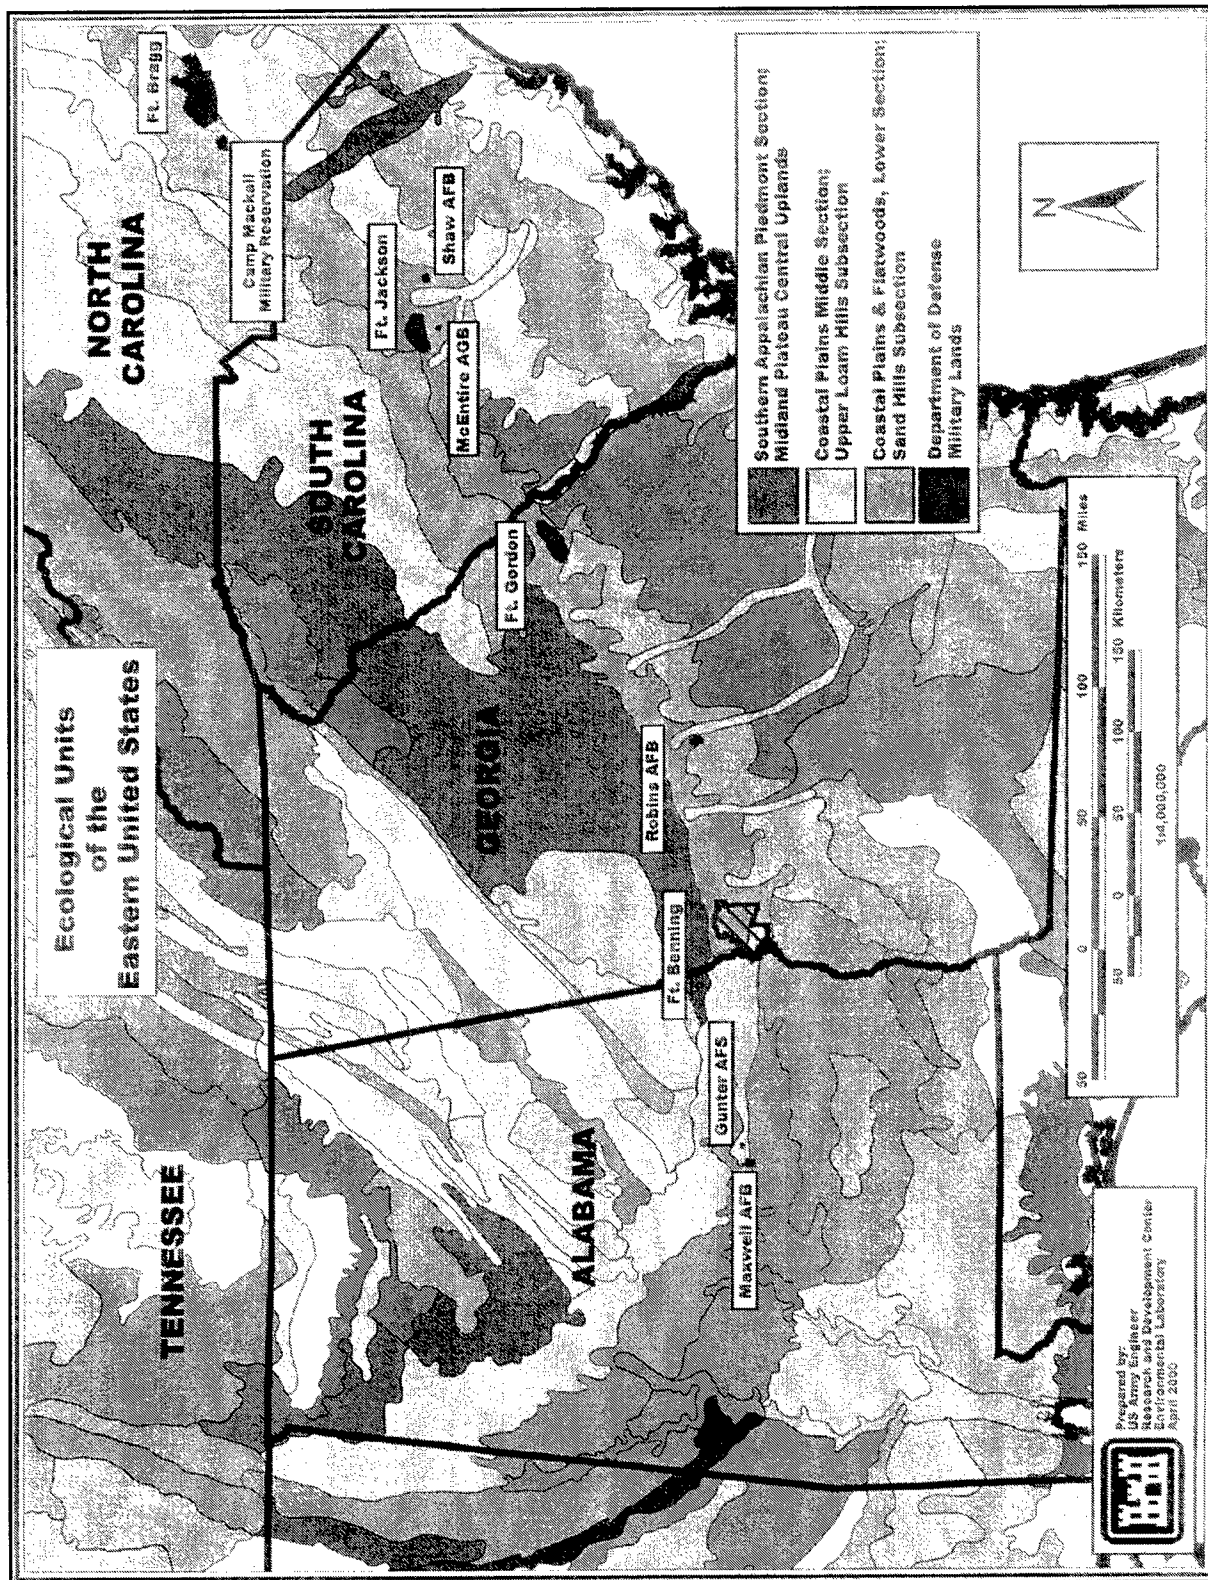 Ecological Units
of the
Eastern United States
TENNESSEE
NORTH
CAROLINA
Ft. Bragg
Camp Mackall
Military Reservation
SOUTH
CAROLINA
Ft. Jackson
Shaw AFB
McEntire AGB
Ft. Gordon
GEORGIA
Robins AFB
Ft. Benning
ALABAMA
Gunter AFS
Maxwell AFB
Southern Appalachian Piedmont Section;
Midland Plateau Central Uplands
Coastal Plains Middle Section;
Upper Loam Hills Subsection
Coastal Plains & Flatwoods, Lower Section;
Sand Hills Subsection
Department of Defense
Military Lands
N
50 0 50 100 150 Miles
50 0 50 100 150 Kilometers
1:4,000,000
Prepared by:
US Army Engineer
Research and Development Center
Environmental Laboratory
April 2000